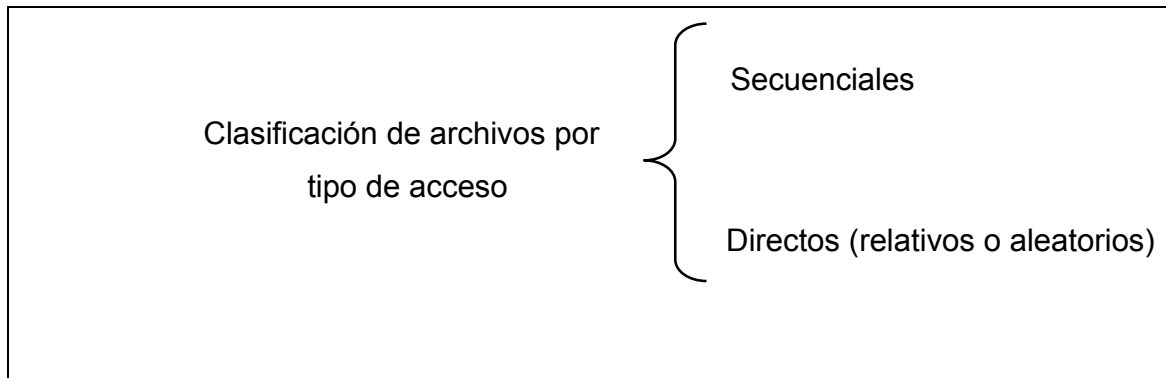 Clasificación de archivos por
tipo de acceso
Secuenciales
Directos (relativos o aleatorios)